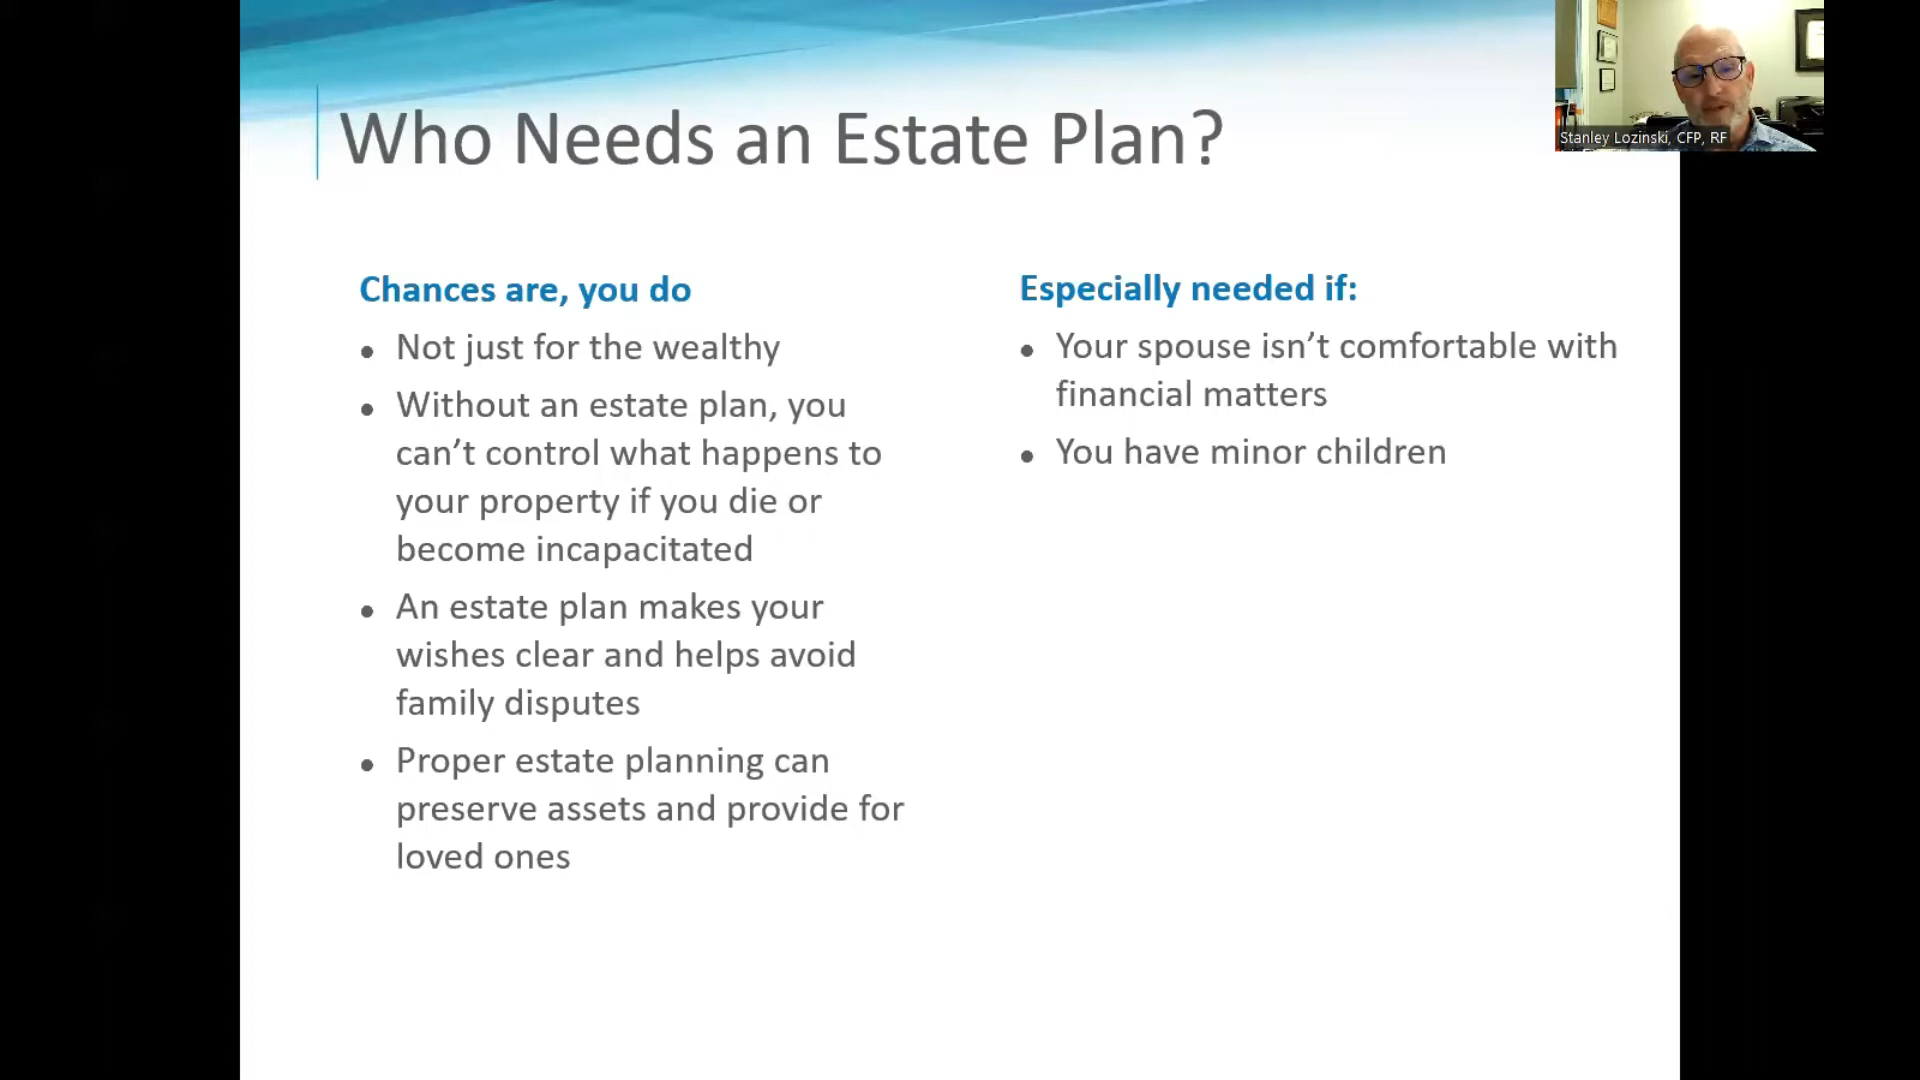 Who Needs an Estate Plan?
Stanley Lozinski, CFP, RF
Chances are, you do
• Not just for the wealthy
• Without an estate plan, you
can’t control what happens to
your property if you die or
become incapacitated
• An estate plan makes your
wishes clear and helps avoid
family disputes
• Proper estate planning can
preserve assets and provide for
loved ones
Especially needed if:
• Your spouse isn’t comfortable with
financial matters
• You have minor children